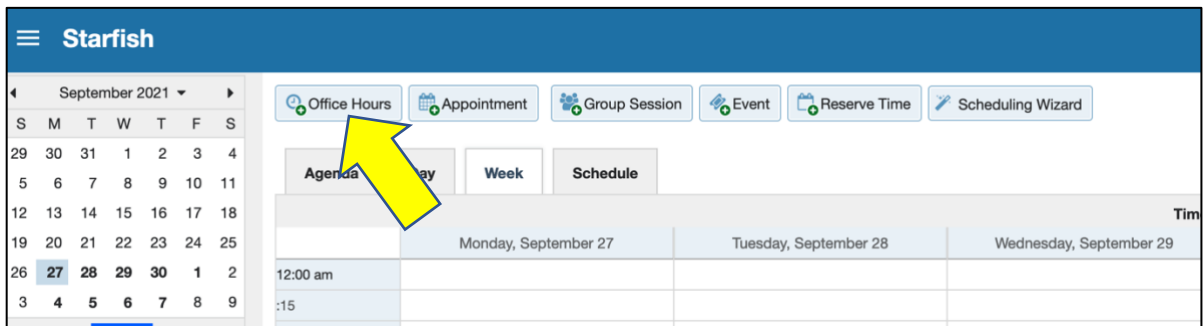 Starfish
September 2021
S M T W T F S
29 30 31 1 2 3 4
5 6 7 8 9 10 11
12 13 14 15 16 17 18
19 20 21 22 23 24 25
26 27 28 29 30 1 2
3 4 5 6 7 8 9
Office Hours Appointment Group Session Event Reserve Time Scheduling Wizard
Agenda Week Schedule
Tim
Monday, September 27 Tuesday, September 28 Wednesday, September 29
12:00 am
:15